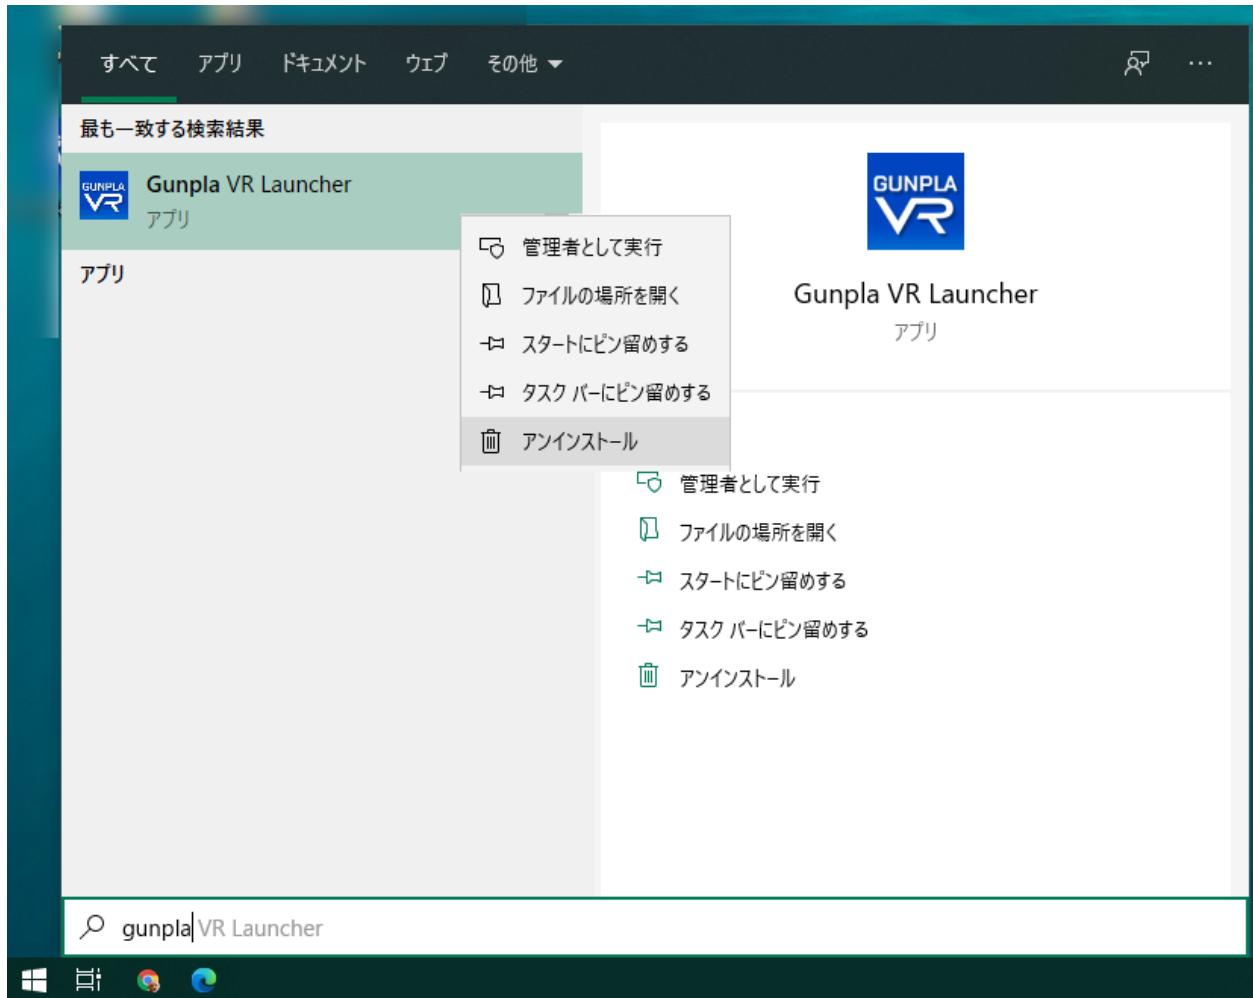 すべて アプリ ドキュメント ウェブ その他
最も一致する検索結果
GUNPLA
VR
Gunpla VR Launcher
アプリ
アプリ
管理者として実行
ファイルの場所を開く
スタートにピン留めする
タスク バーにピン留めする
アンインストール
GUNPLA
VR
Gunpla VR Launcher
アプリ
管理者として実行
ファイルの場所を開く
スタートにピン留めする
タスク バーにピン留めする
アンインストール
gunpla VR Launcher